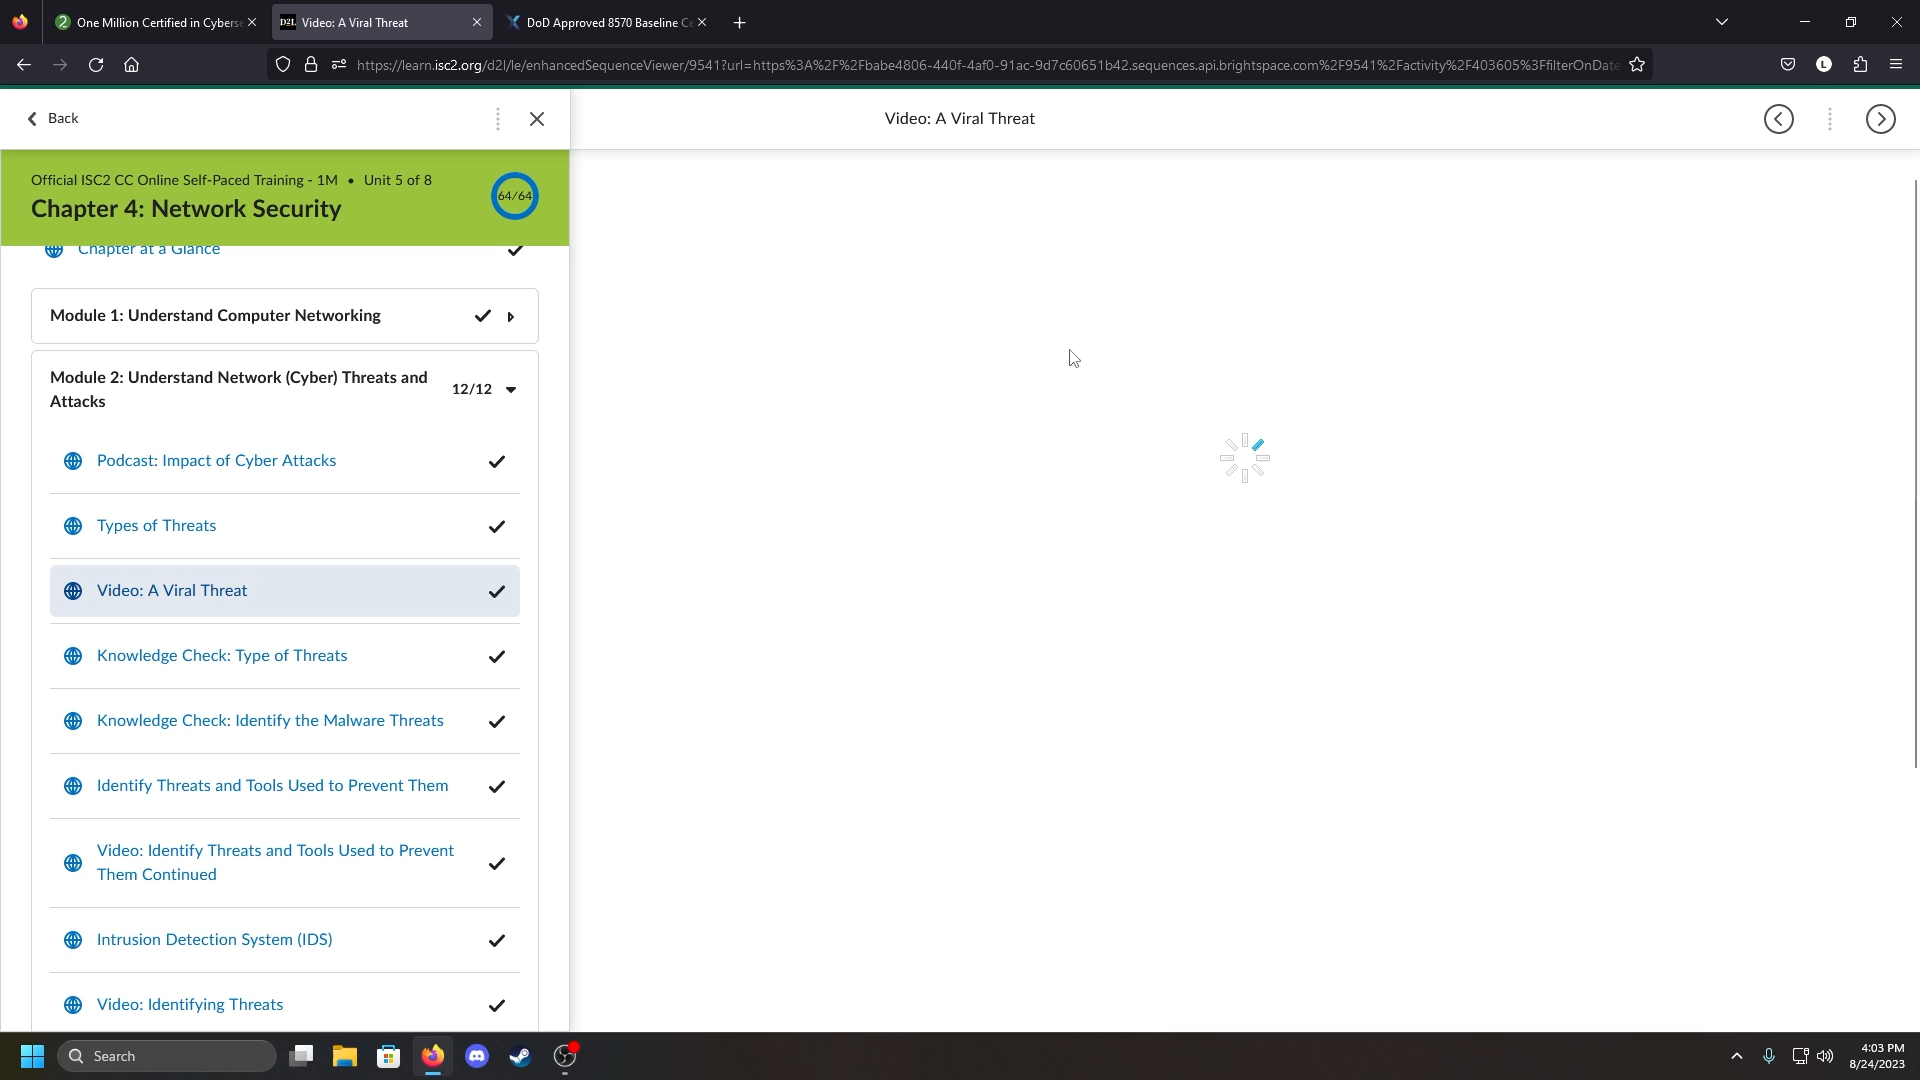 One Million Certified in Cyberse
D2L
Video: A Viral Threat
DoD Approved 8570 Baseline Ce
https://learn.isc2.org/d2l/le/enhancedSequenceViewer/9541?url=https%3A%2F%2Fbabe4806-440f-4af0-91ac-9d7c60651b42.sequences.api.brightspace.com%2F9541%2Factivity%2F403605%3FfilterOnDate
L
Back
Video: A Viral Threat
Official ISC2 CC Online Self-Paced Training - 1M • Unit 5 of 8
Chapter 4: Network Security
64/64
Chapter at a Glance
Module 1: Understand Computer Networking
Module 2: Understand Network (Cyber) Threats and
Attacks
12/12
Podcast: Impact of Cyber Attacks
Types of Threats
Video: A Viral Threat
Knowledge Check: Type of Threats
Knowledge Check: Identify the Malware Threats
Identify Threats and Tools Used to Prevent Them
Video: Identify Threats and Tools Used to Prevent
Them Continued
Intrusion Detection System (IDS)
Video: Identifying Threats
Search
4:03 PM
8/24/2023